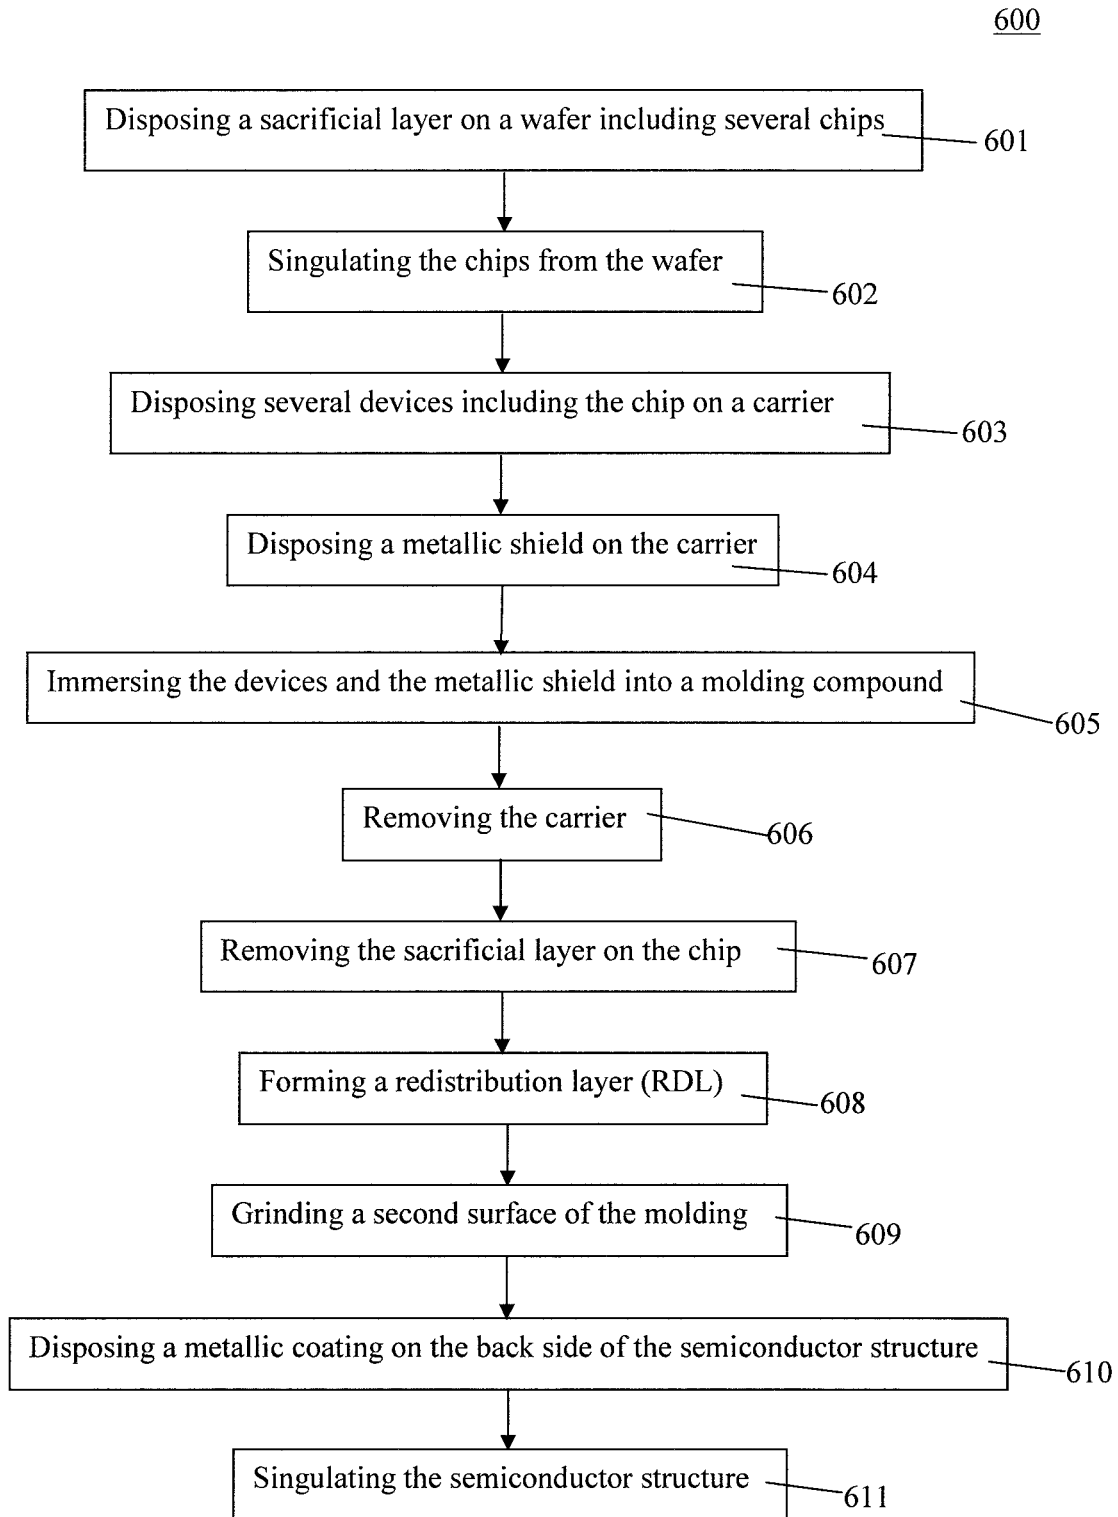 600
Disposing a sacrificial layer on a wafer including several chips
601
Singulating the chips from the wafer
602
Disposing several devices including the chip on a carrier
603
Disposing a metallic shield on the carrier
604
Immersing the devices and the metallic shield into a molding compound
605
Removing the carrier
606
Removing the sacrificial layer on the chip
607
Forming a redistribution layer (RDL)
608
Grinding a second surface of the molding
609
Disposing a metallic coating on the back side of the semiconductor structure
610
Singulating the semiconductor structure
611